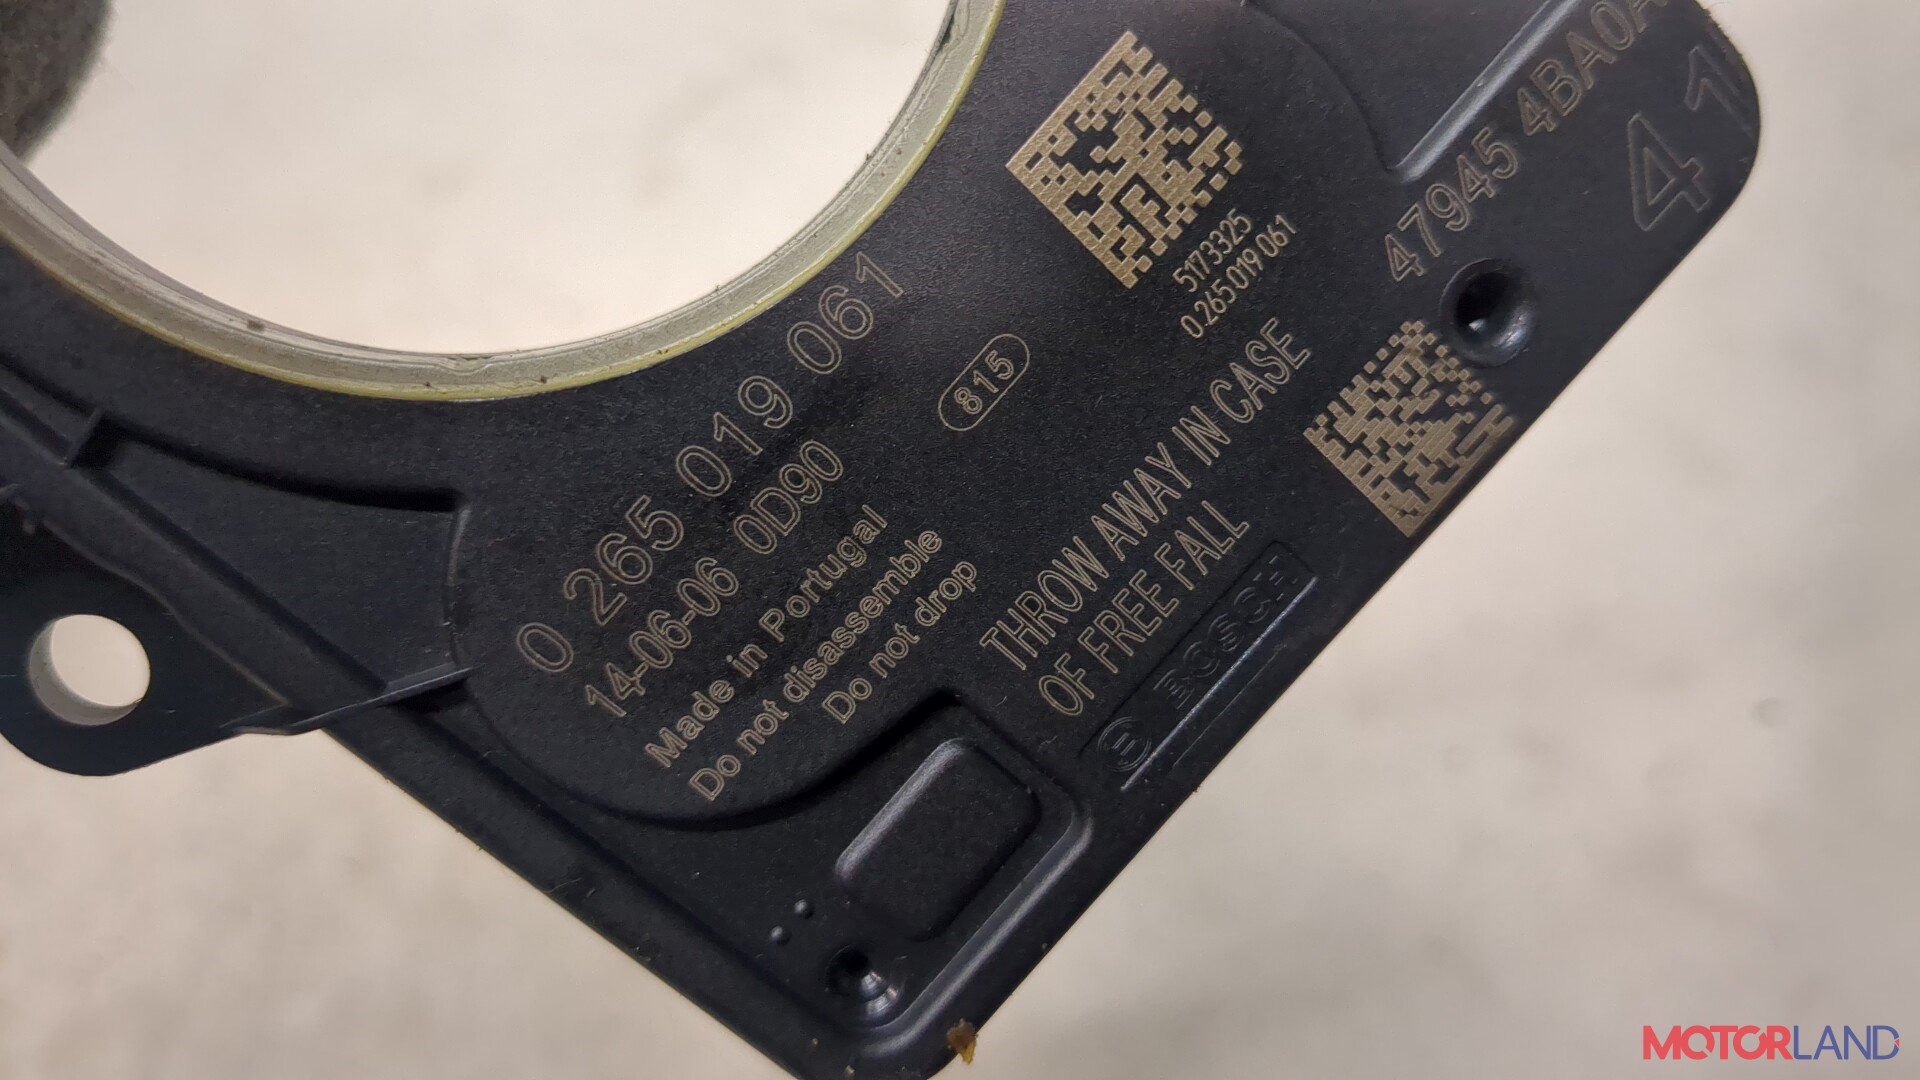 47945 4BA0A
41
5173325
0 265 019 061
0 265 019 061
14-06-06 0D90
Made in Portugal
Do not disassemble
Do not drop
815
THROW AWAY IN CASE
OF FREE FALL
BOSCH
MOTORLAND